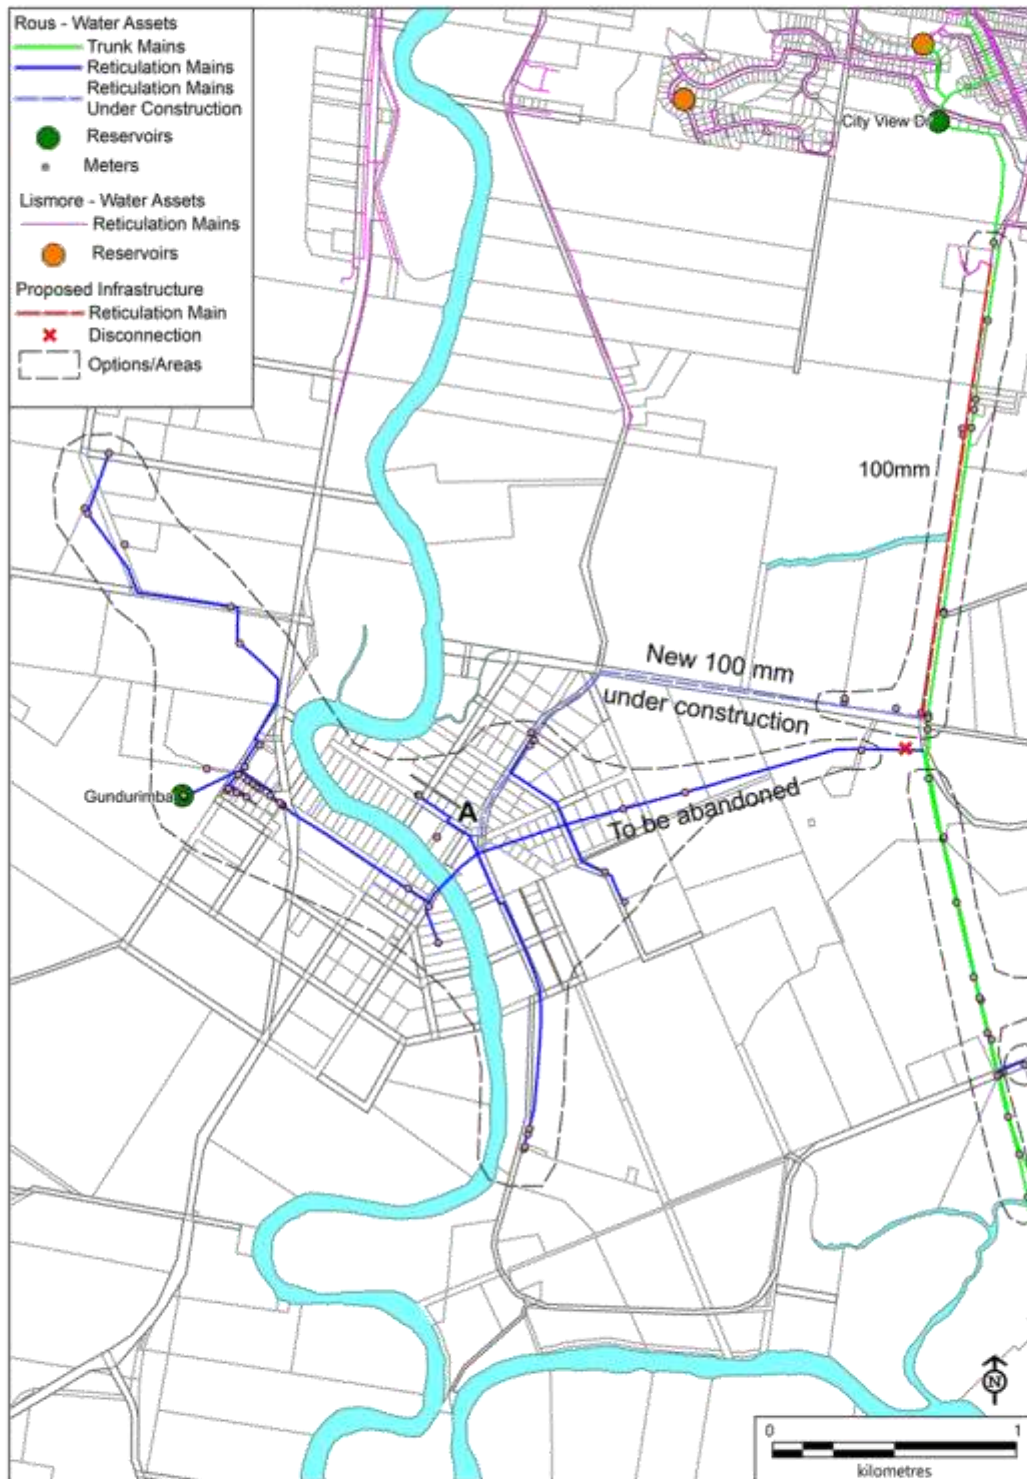 Rous - Water Assets
Trunk Mains
Reticulation Mains
Reticulation Mains
Under Construction
Reservoirs
Meters
Lismore - Water Assets
Reticulation Mains
Reservoirs
Proposed Infrastructure
Reticulation Main
Disconnection
Options/Areas
City View D
100mm
New 100 mm
under construction
To be abandoned
A
Gundurimba
N
0 1
kilometres